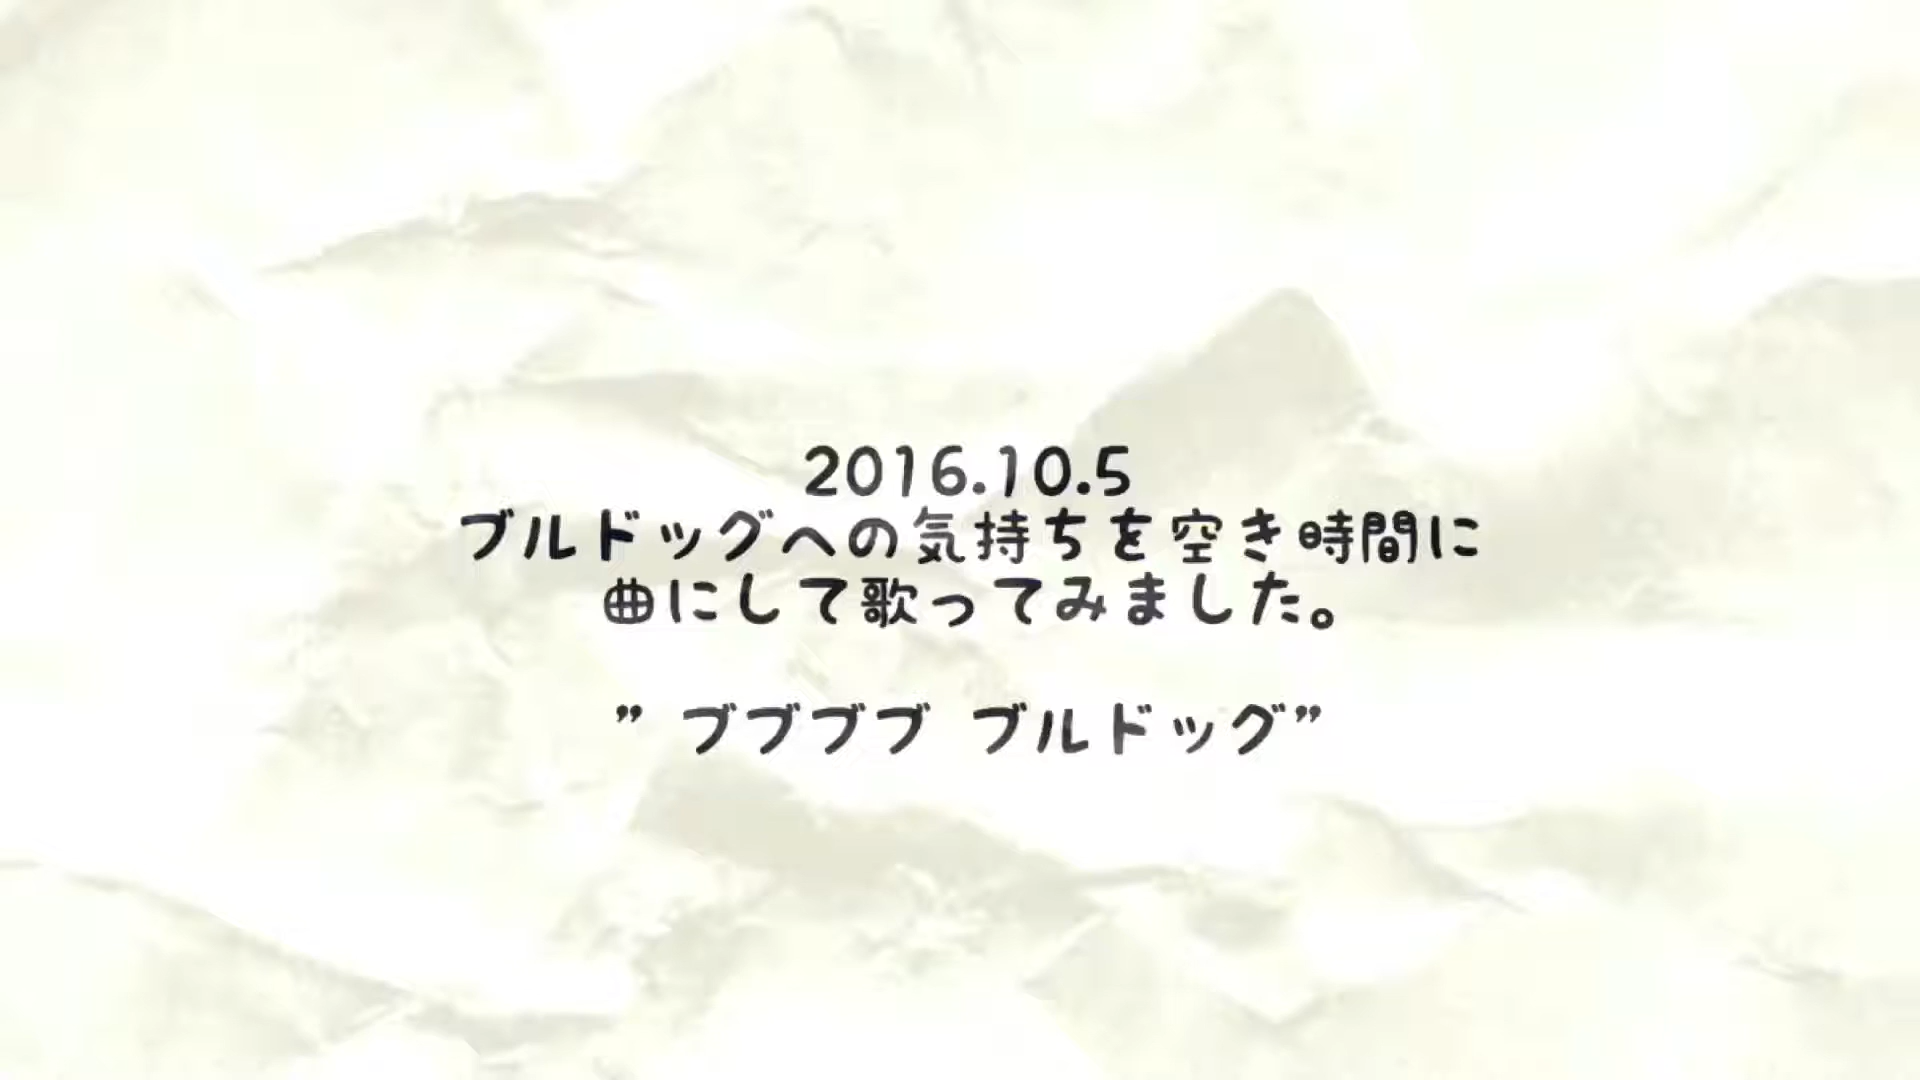 2016.10.5
ブルドッグへの気持ちを空き時間に
曲にして歌ってみました。
” ブブブブ ブルドッグ”